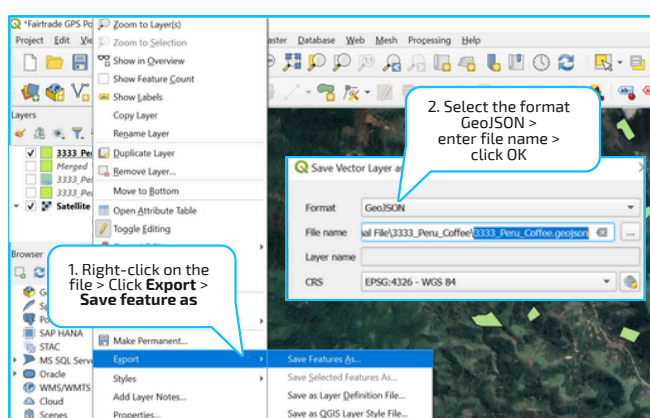 *Fairtrade GPS Po
Project Edit Vie
aster Database Web Mesh Processing Help
Layers
3333_Pe
Merged
3333_Per
3333_Per
Satellite
Browser
SAP HANA
STAC
MS SQL Serve
Oracle
WMS/WMTS
Cloud
Scenes
Zoom to Layer(s)
Zoom to Selection
Show in Overview
Show Feature Count
Show Labels
Copy Layer
Rename Layer
Duplicate Layer
Remove Layer...
Move to Bottom
Open Attribute Table
Toggle Editing
Make Permanent...
Export
Styles
Add Layer Notes...
Properties...
Save Features As...
Save Selected Features As...
Save as Layer Definition File...
Save as QGIS Layer Style File...
1. Right-click on the
file > Click Export >
Save feature as
2. Select the format
GeoJSON >
enter file name >
click OK
Save Vector Layer as
Format GeoJSON
File name al File\3333_Peru_Coffee\3333_Peru_Coffee.geojson
Layer name
CRS EPSG:4326 - WGS 84